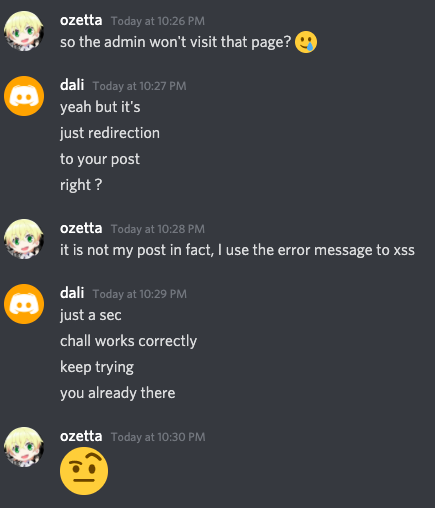 ozetta Today at 10:26 PM
so the admin won't visit that page? 🥲
dali Today at 10:27 PM
yeah but it's
just redirection
to your post
right ?
ozetta Today at 10:28 PM
it is not my post in fact, I use the error message to xss
dali Today at 10:29 PM
just a sec
chall works correctly
keep trying
you already there
ozetta Today at 10:30 PM
🤨